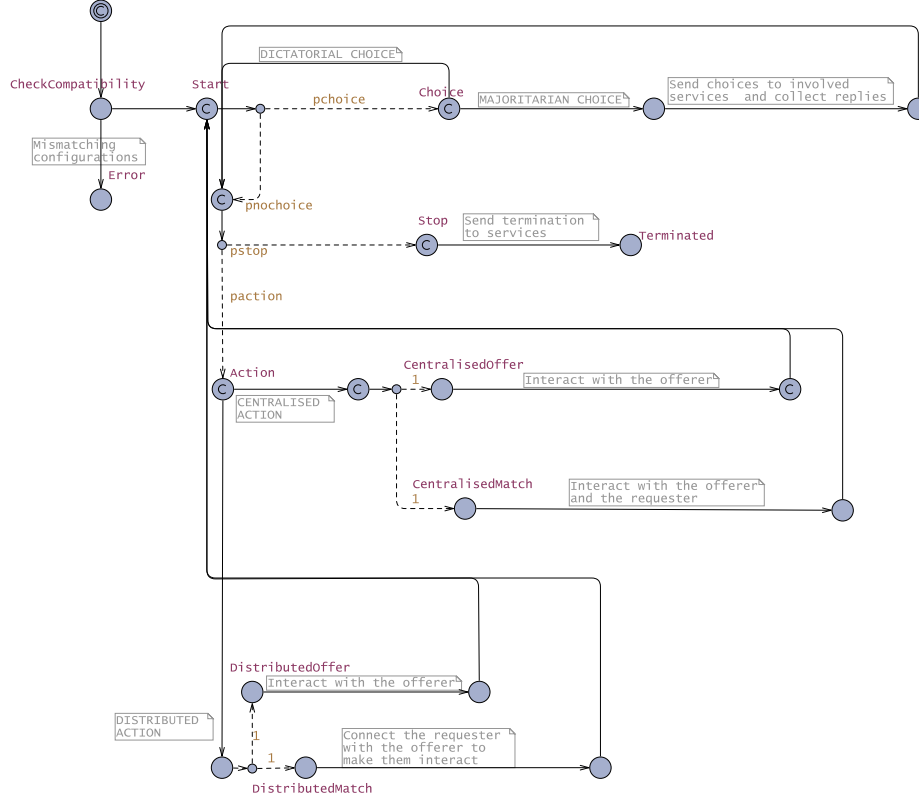 C
DICTATORIAL CHOICE
CheckCompatibility
Start
pchoice
Choice
MAJORITARIAN CHOICE
Send choices to involved
services  and collect replies
C
C
Mismatching
configurations
Error
C
pnochoice
Stop
Send termination
to services
Terminated
C
pstop
paction
Action
CentralisedOffer
1
Interact with the offerer
C
C
C
CENTRALISED
ACTION
CentralisedMatch
1
Interact with the offerer
and the requester
DistributedOffer
Interact with the offerer
DISTRIBUTED
ACTION
1
1
Connect the requester
with the offerer to
make them interact
DistributedMatch